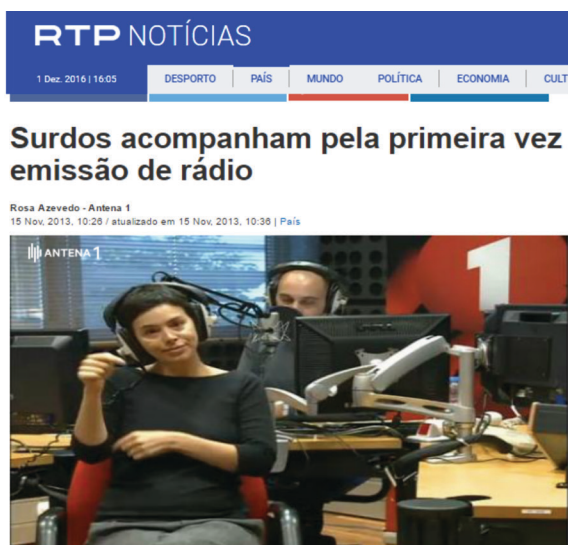 RTP NOTÍCIAS
1 Dez. 2016 | 16:05
DESPORTO
PAÍS
MUNDO
POLÍTICA
ECONOMIA
CULT
Surdos acompanham pela primeira vez
emissão de rádio
Rosa Azevedo - Antena 1
15 Nov, 2013, 10:26 / atualizado em 15 Nov, 2013, 10:36 | País
ANTENA 1
1